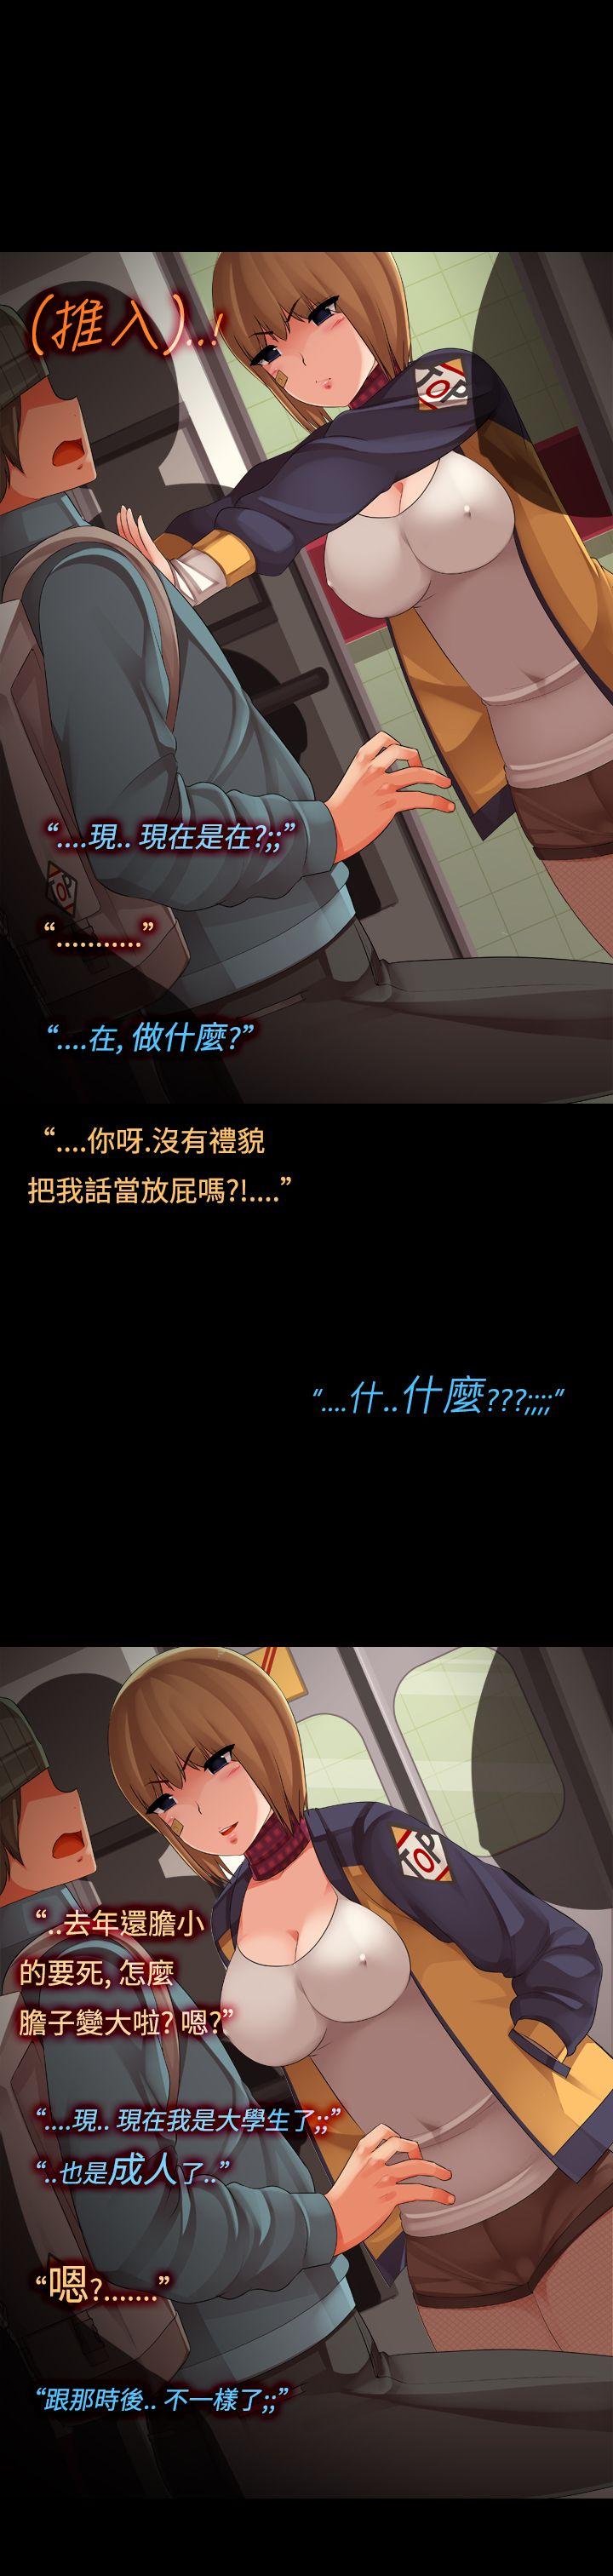 (推入)..!
TOP
“....現.. 現在是在?;;”
TOP
“...........”
“....在, 做什麼?”
“....你呀.沒有禮貌
把我話當放屁嗎?!....”
“....什..什麼???;;;;”
TOP
“..去年還膽小
的要死, 怎麼
膽子變大啦? 嗯?”
“....現.. 現在我是大學生了;;”
“..也是成人了..”
“嗯?.......”
“跟那時後.. 不一樣了;;”